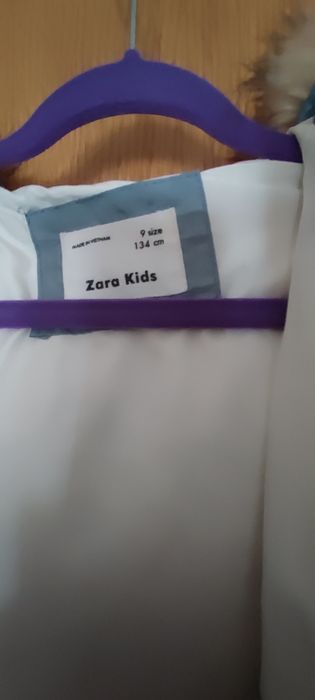 9 size
MADE IN VIETNAM 134 cm
Zara Kids